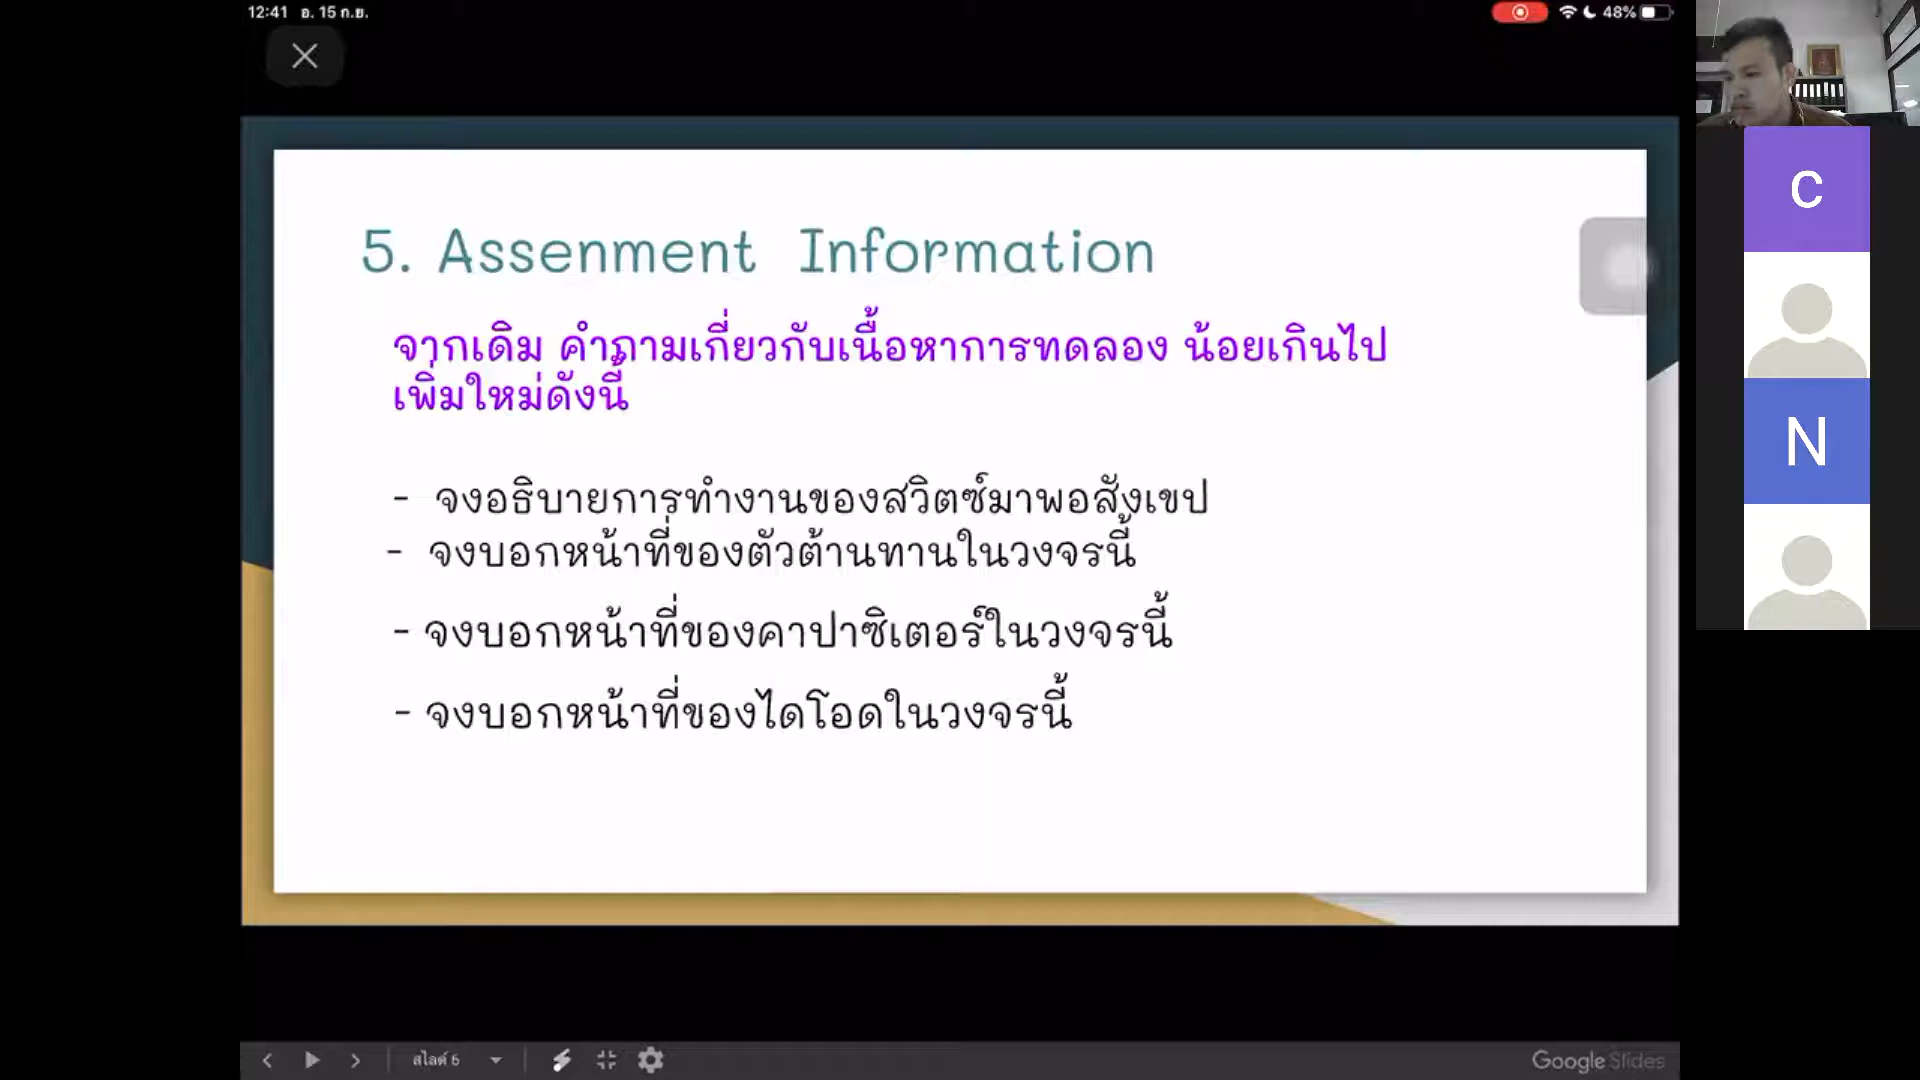 12:41 อ. 15 ก.ย.
48%
5. Assenment Information
จากเดิม คำถามเกี่ยวกับเนื้อหาการทดลอง น้อยเกินไป
เพิ่มใหม่ดังนี้
- จงอธิบายการทำงานของสวิตซ์มาพอสังเขป
- จงบอกหน้าที่ของตัวต้านทานในวงจรนี้
- จงบอกหน้าที่ของคาปาซิเตอร์ในวงจรนี้
- จงบอกหน้าที่ของไดโอดในวงจรนี้
C
N
สไลด์ 6
Google Slides